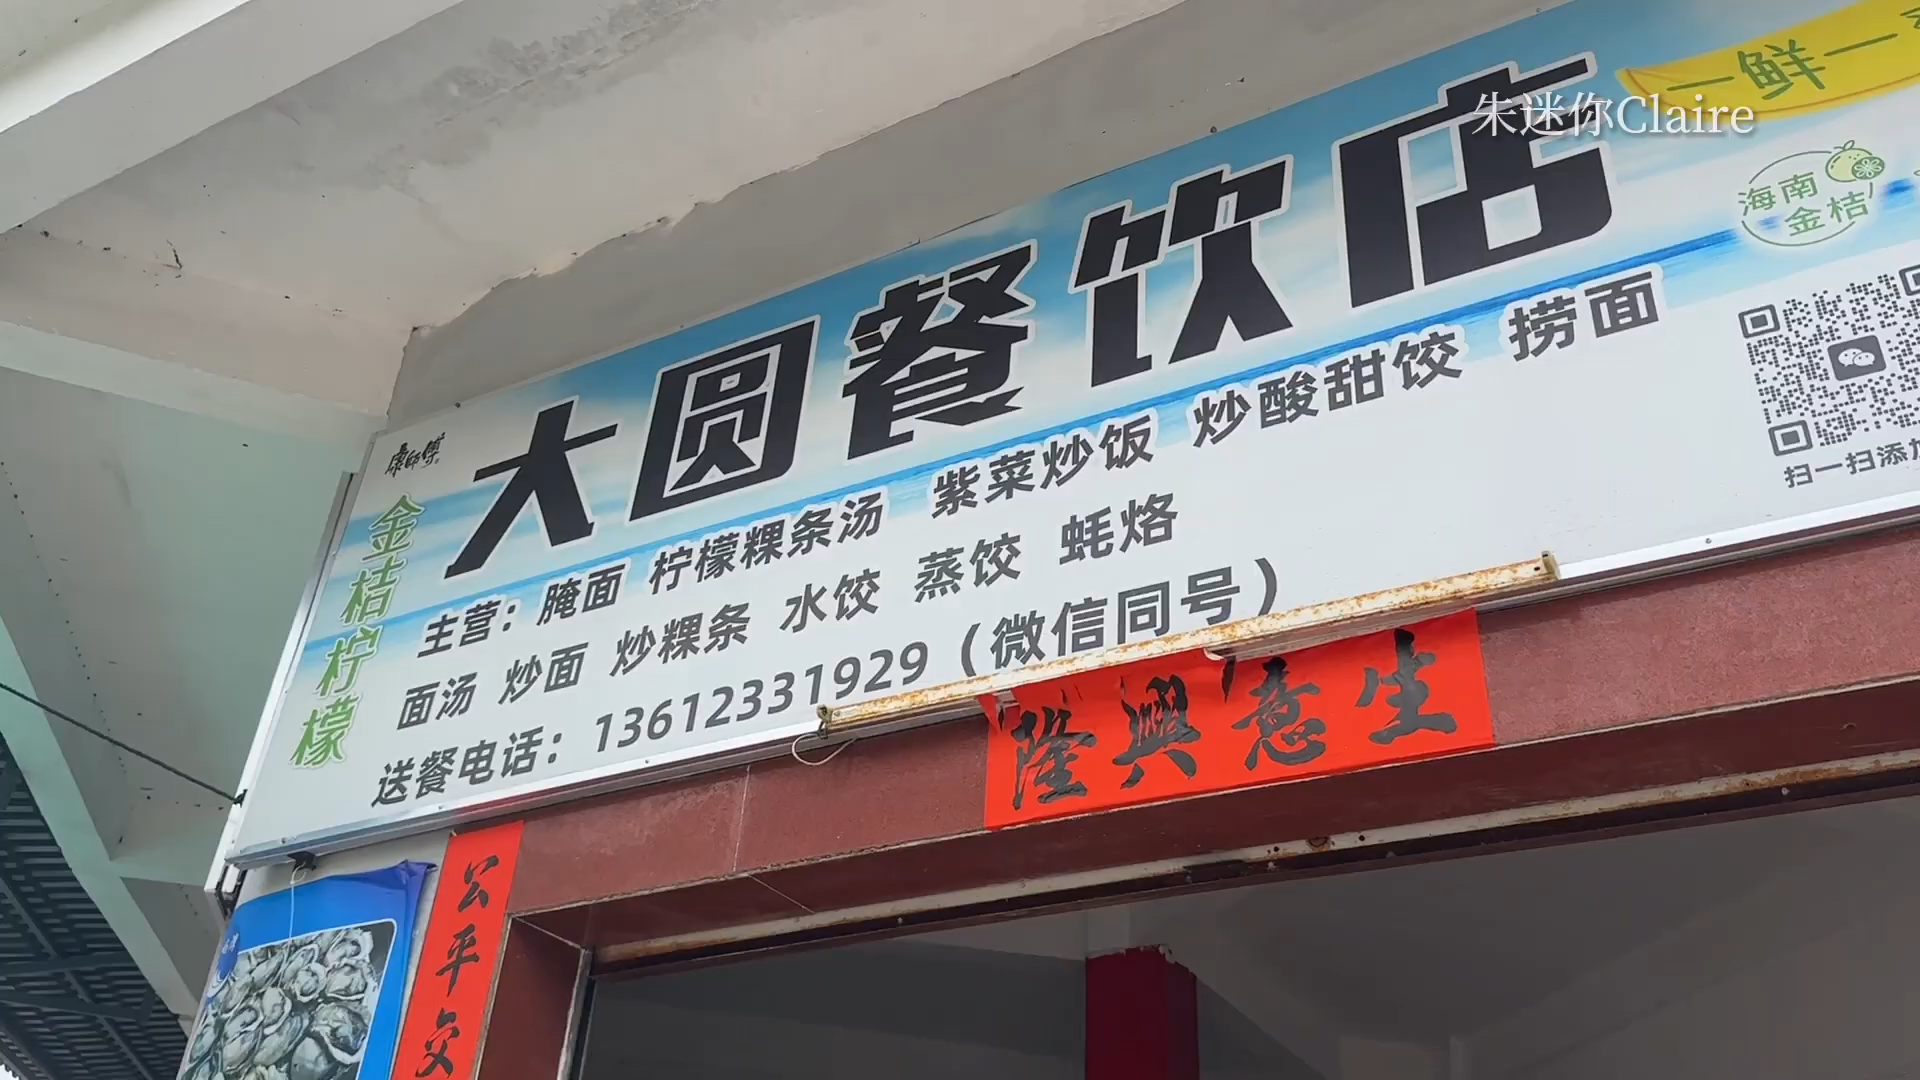 朱迷你Claire
一鲜一
海南
金桔
大圆餐饮店
康师傅
金桔柠檬
主营：腌面 柠檬粿条汤 紫菜炒饭 炒酸甜饺 捞面
面汤 炒面 炒粿条 水饺 蒸饺 蚝烙
送餐电话：13612331929（微信同号）
扫一扫添加
隆興意生
公平交